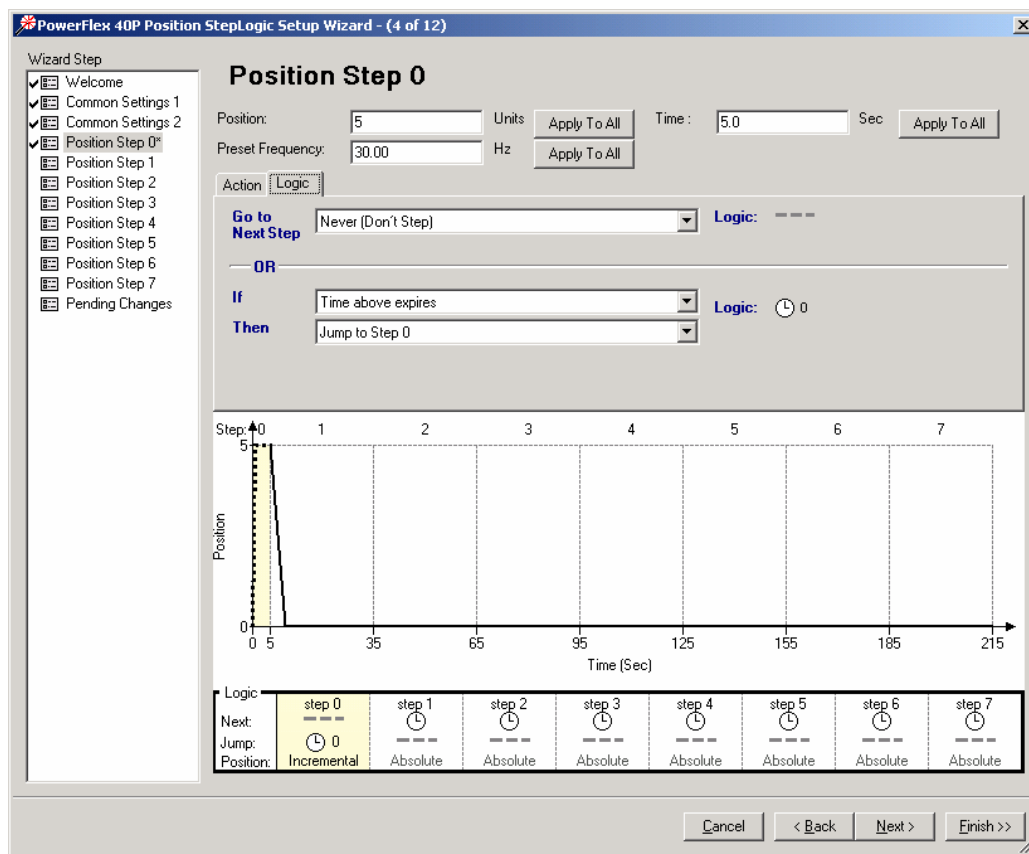 PowerFlex 40P Position StepLogic Setup Wizard - (4 of 12)
Wizard Step
Welcome
Common Settings 1
Common Settings 2
Position Step 0*
Position Step 1
Position Step 2
Position Step 3
Position Step 4
Position Step 5
Position Step 6
Position Step 7
Pending Changes
Position Step 0
Position: 5 Units Apply To All Time : 5.0 Sec Apply To All
Preset Frequency: 30.00 Hz Apply To All
Action Logic
Go to Next Step Never (Don't Step) Logic: ---
OR
If Time above expires Logic: 0
Then Jump to Step 0
Step: 0 1 2 3 4 5 6 7
5
Position
0
0 5 35 65 95 125 155 185 215
Time (Sec)
Logic
step 0 step 1 step 2 step 3 step 4 step 5 step 6 step 7
Next: ---
Jump: 0 --- --- --- --- --- --- ---
Position: Incremental Absolute Absolute Absolute Absolute Absolute Absolute Absolute
Cancel < Back Next > Finish >>